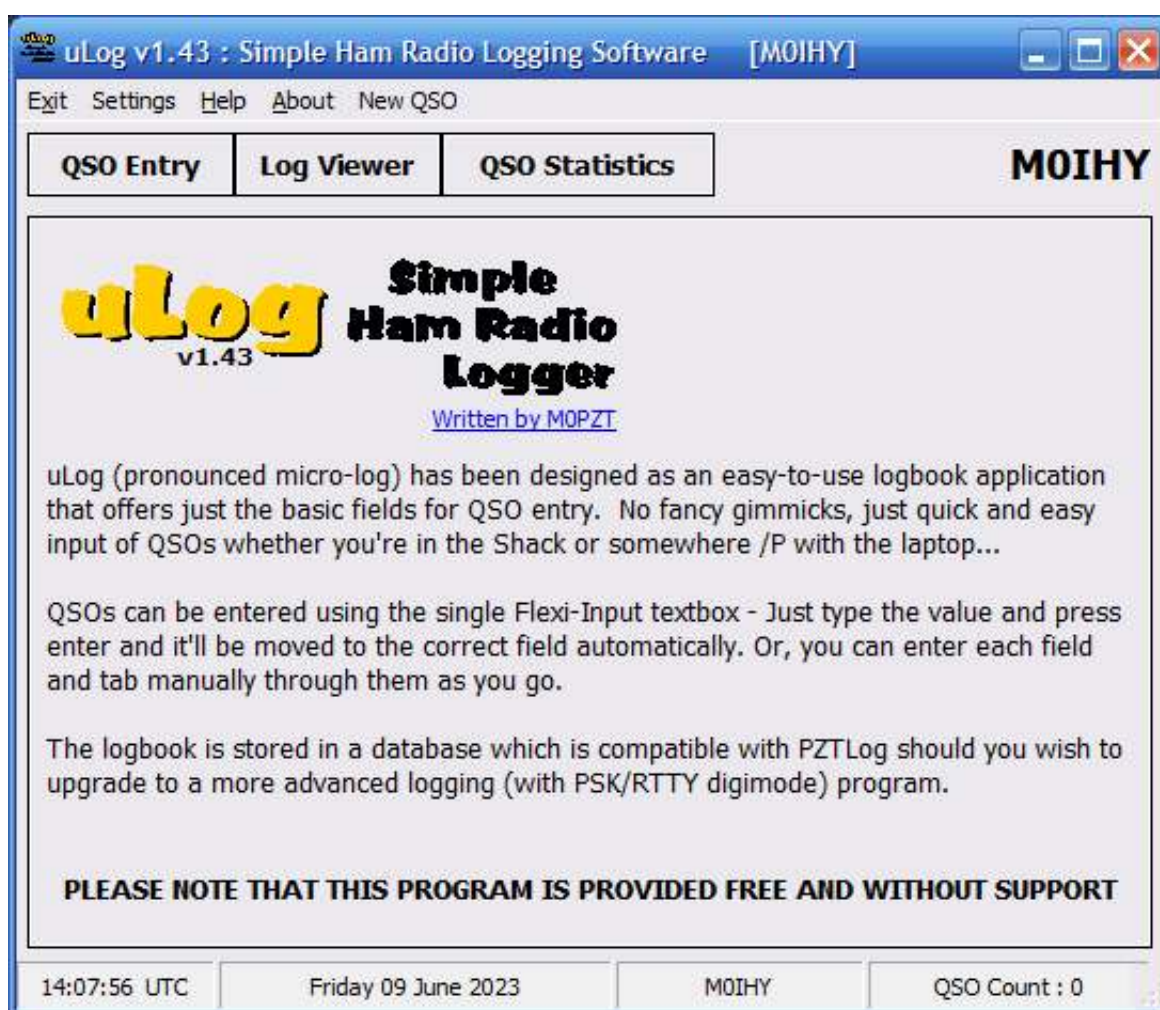 uLog v1.43 : Simple Ham Radio Logging Software [M0IHY]
Exit Settings Help About New QSO
QSO Entry Log Viewer QSO Statistics M0IHY
uLog
v1.43
Simple
Ham Radio
Logger
Written by M0PZT
uLog (pronounced micro-log) has been designed as an easy-to-use logbook application
that offers just the basic fields for QSO entry. No fancy gimmicks, just quick and easy
input of QSOs whether you're in the Shack or somewhere /P with the laptop...
QSOs can be entered using the single Flexi-Input textbox - Just type the value and press
enter and it'll be moved to the correct field automatically. Or, you can enter each field
and tab manually through them as you go.
The logbook is stored in a database which is compatible with PZTLog should you wish to
upgrade to a more advanced logging (with PSK/RTTY digimode) program.
PLEASE NOTE THAT THIS PROGRAM IS PROVIDED FREE AND WITHOUT SUPPORT
14:07:56 UTC Friday 09 June 2023 M0IHY QSO Count : 0